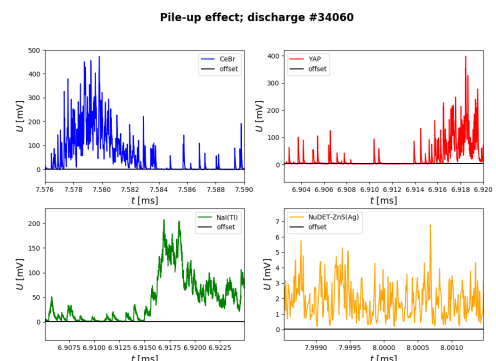 Pile-up effect; discharge #34060
500
400
300
200
100
0
U [mV]
CeBr
offset
7.576 7.578 7.580 7.582 7.584 7.586 7.588 7.590
t [ms]
400
300
200
100
0
U [mV]
YAP
offset
6.904 6.906 6.908 6.910 6.912 6.914 6.916 6.918 6.920
t [ms]
200
150
100
50
0
U [mV]
NaI(Tl)
offset
6.9075 6.9100 6.9125 6.9150 6.9175 6.9200 6.9225
t [ms]
7
6
5
4
3
2
1
0
U [mV]
NuDET-ZnS(Ag)
offset
7.9990 7.9995 8.0000 8.0005 8.0010
t [ms]